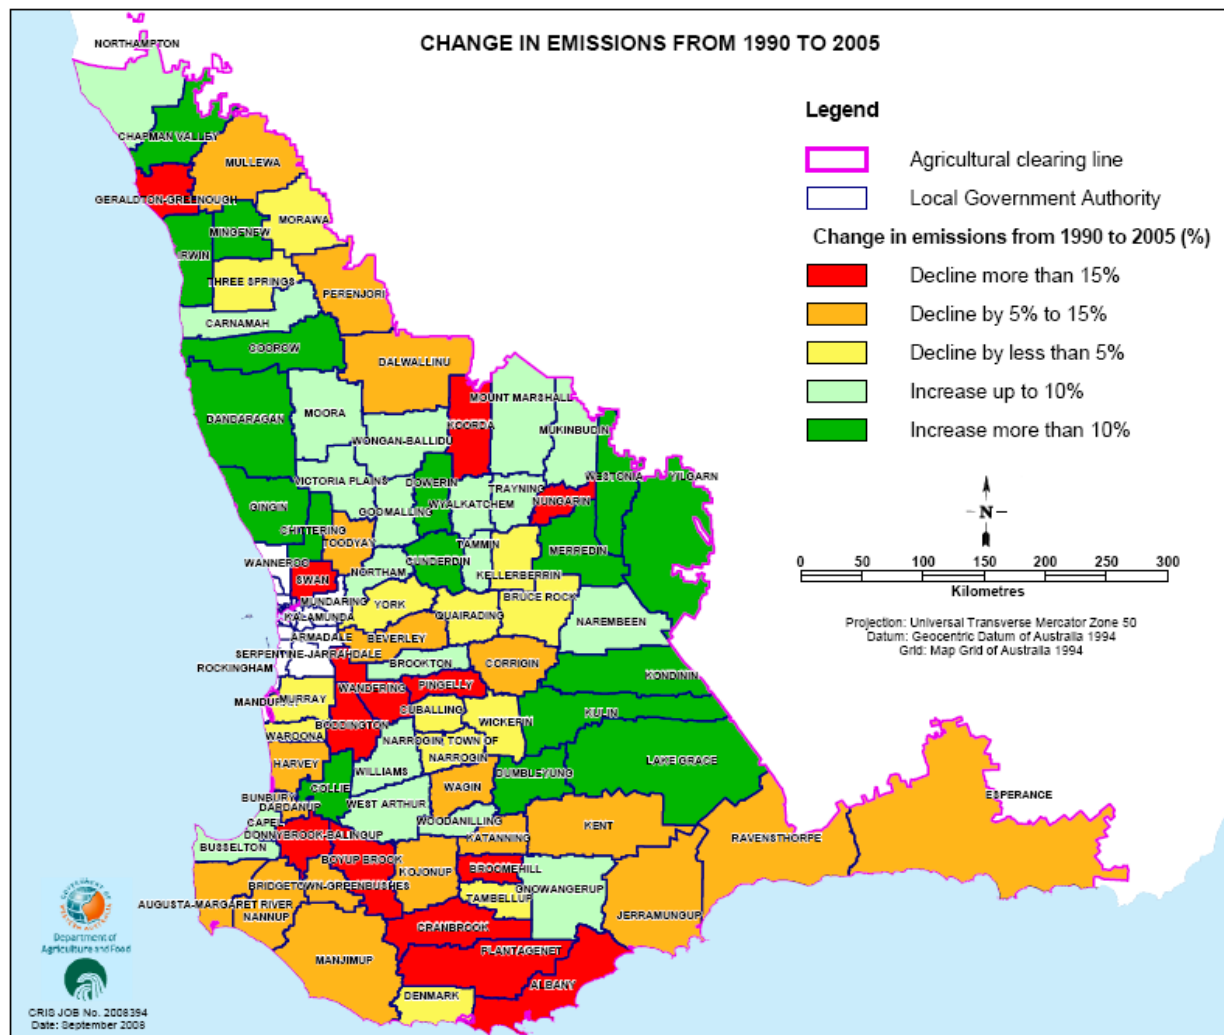 CHANGE IN EMISSIONS FROM 1990 TO 2005
Legend
Agricultural clearing line
Local Government Authority
Change in emissions from 1990 to 2005 (%)
Decline more than 15%
Decline by 5% to 15%
Decline by less than 5%
Increase up to 10%
Increase more than 10%
N
0 50 100 150 200 250 300
Kilometres
Projection: Universal Transverse Mercator Zone 50
Datum: Geocentric Datum of Australia 1994
Grid: Map Grid of Australia 1994
NORTHAMPTON
CHAPMAN VALLEY
MULLEWA
GERALDTON-GREENOUGH
MORAWA
MINGENEW
IRWIN
THREE SPRINGS
PERENJORI
CARNAMAH
COOROW
DALWALLINU
MOUNT MARSHALL
DANDARAGAN
MOORA
KOORDA
MUKINBUDIN
WONGAN-BALLIDU
WESTONIA
YILGARN
VICTORIA PLAINS
DOWERIN
TRAYNING
NUNGARIN
GINGIN
GOOMALLING
WYALKATCHEM
CHITTERING
TOODYAY
TAMMIN
MERREDIN
WANNEROO
CUNDERDIN
SWAN
NORTHAM
KELLERBERRIN
MUNDARING
YORK
BRUCE ROCK
KALAMUNDA
QUAIRADING
NAREMBEEN
ARMADALE
BEVERLEY
SERPENTINE-JARRAHDALE
ROCKINGHAM
BROOKTON
CORRIGIN
KONDININ
WANDERING
PINGELLY
MANDURAH
MURRAY
CUBALLING
WICKEPIN
KULIN
BODDINGTON
WAROONA
NARROGIN, TOWN OF
NARROGIN
LAKE GRACE
HARVEY
WILLIAMS
DUMBLEYUNG
COLLIE
WAGIN
ESPERANCE
BUNBURY
DARDANUP
WEST ARTHUR
CAPEL
WOODANILLING
KENT
DONNYBROOK-BALINGUP
KATANNING
RAVENSTHORPE
BUSSELTON
BOYUP BROOK
KOJONUP
BROOMEHILL
BRIDGETOWN-GREENBUSHES
GNOWANGERUP
TAMBELLUP
AUGUSTA-MARGARET RIVER
NANNUP
JERRAMUNGUP
CRANBROOK
PLANTAGENET
MANJIMUP
ALBANY
DENMARK
GOVERNMENT OF
WESTERN AUSTRALIA
Department of
Agriculture and Food
CRIS JOB No. 2008394
Date: September 2008